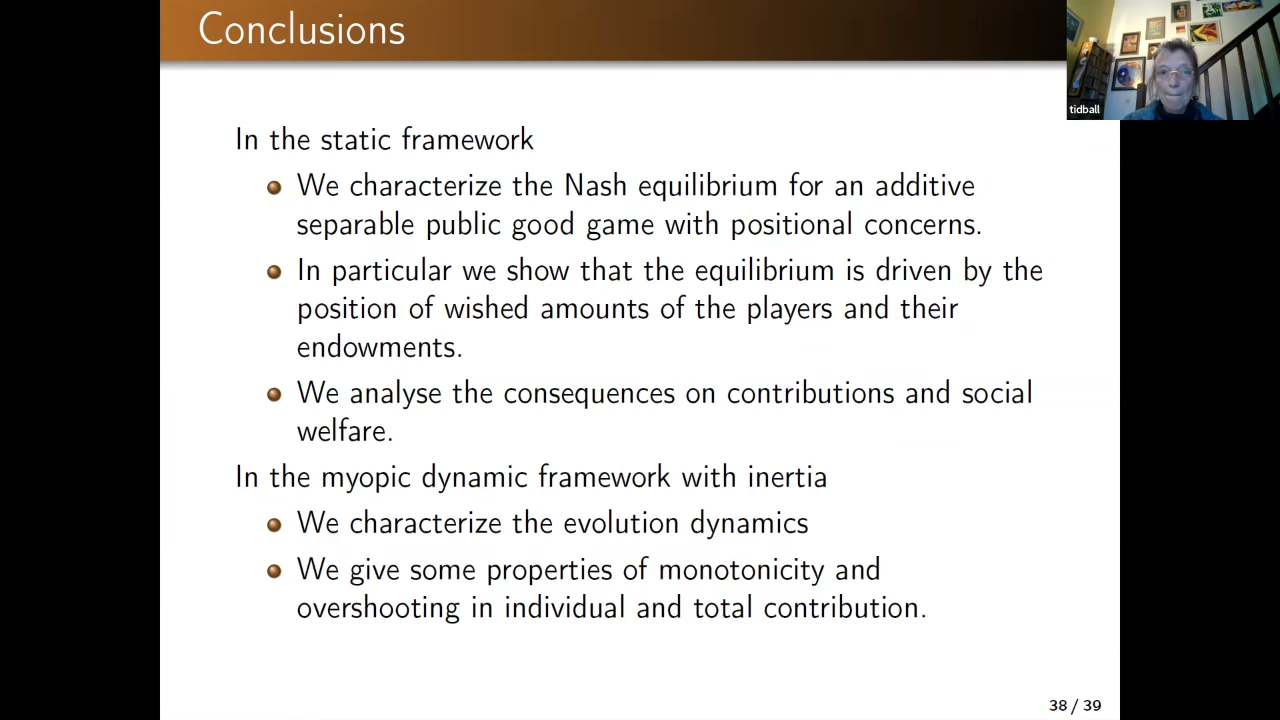 Conclusions
tidball
In the static framework
We characterize the Nash equilibrium for an additive
separable public good game with positional concerns.
In particular we show that the equilibrium is driven by the
position of wished amounts of the players and their
endowments.
We analyse the consequences on contributions and social
welfare.
In the myopic dynamic framework with inertia
We characterize the evolution dynamics
We give some properties of monotonicity and
overshooting in individual and total contribution.
38 / 39